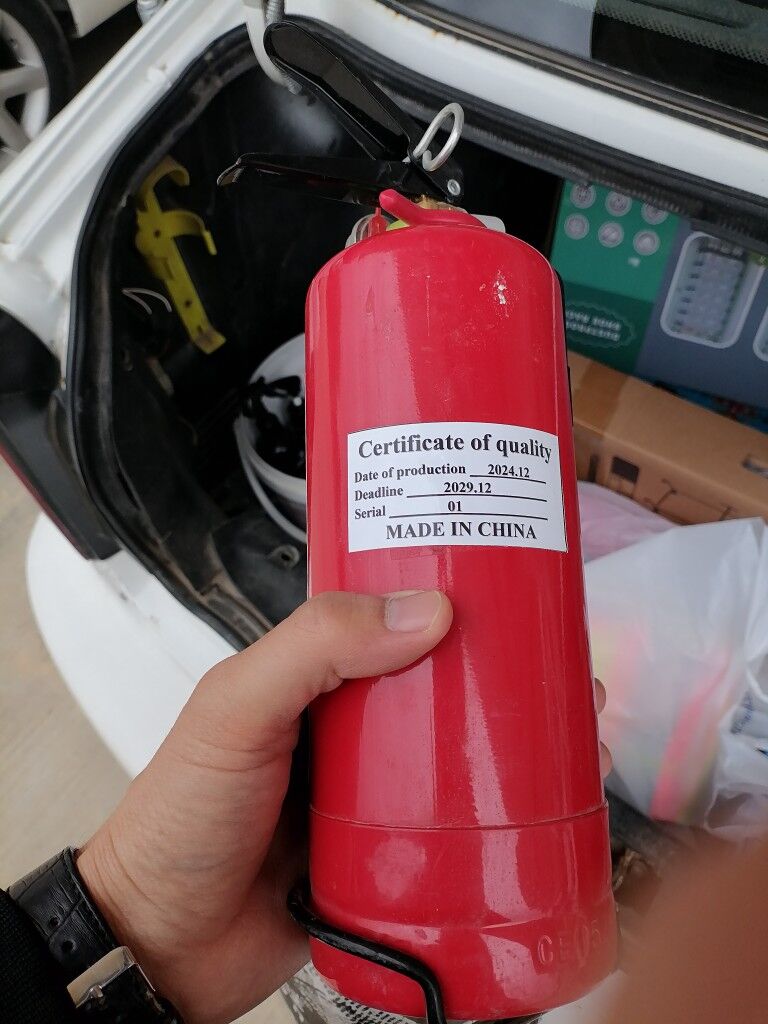 Certificate of quality
Date of production 2024.12
Deadline 2029.12
Serial 01
MADE IN CHINA